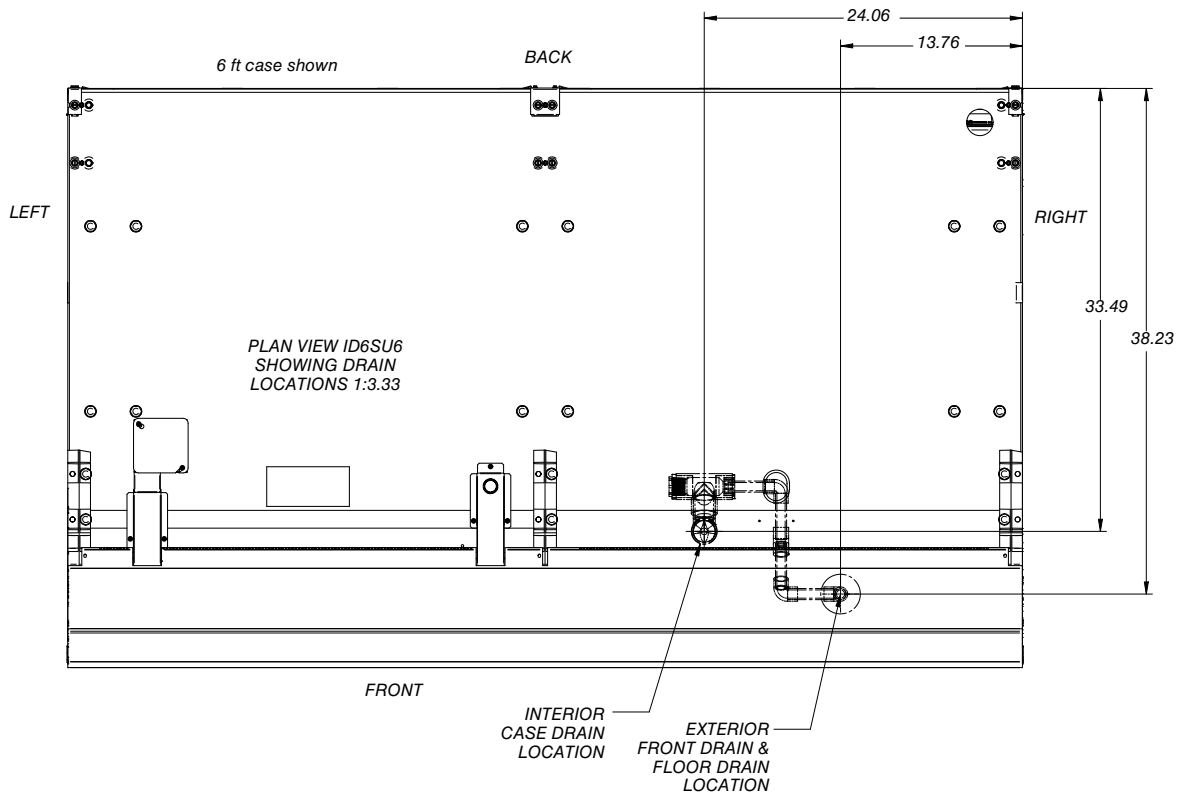 24.06
13.76
6 ft case shown
BACK
LEFT
RIGHT
33.49
38.23
PLAN VIEW ID6SU6
SHOWING DRAIN
LOCATIONS 1:3.33
FRONT
INTERIOR
CASE DRAIN
LOCATION
EXTERIOR
FRONT DRAIN &
FLOOR DRAIN
LOCATION